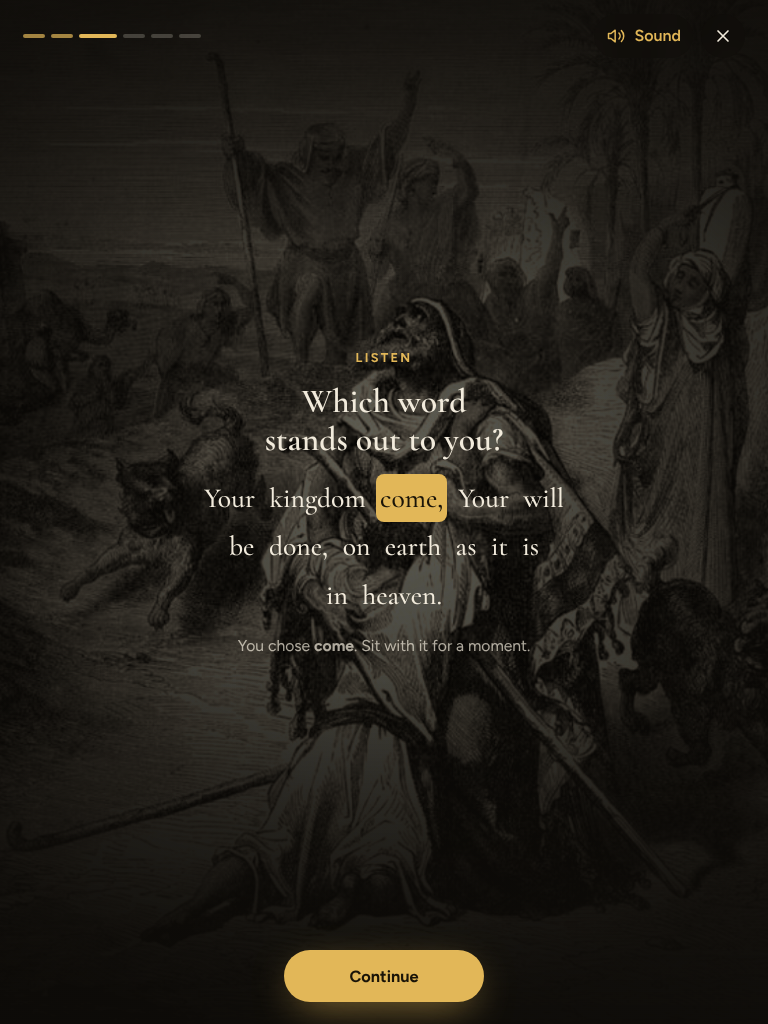 Sound
LISTEN
Which word
stands out to you?
Your kingdom come, Your will
be done, on earth as it is
in heaven.
You chose come. Sit with it for a moment.
Continue